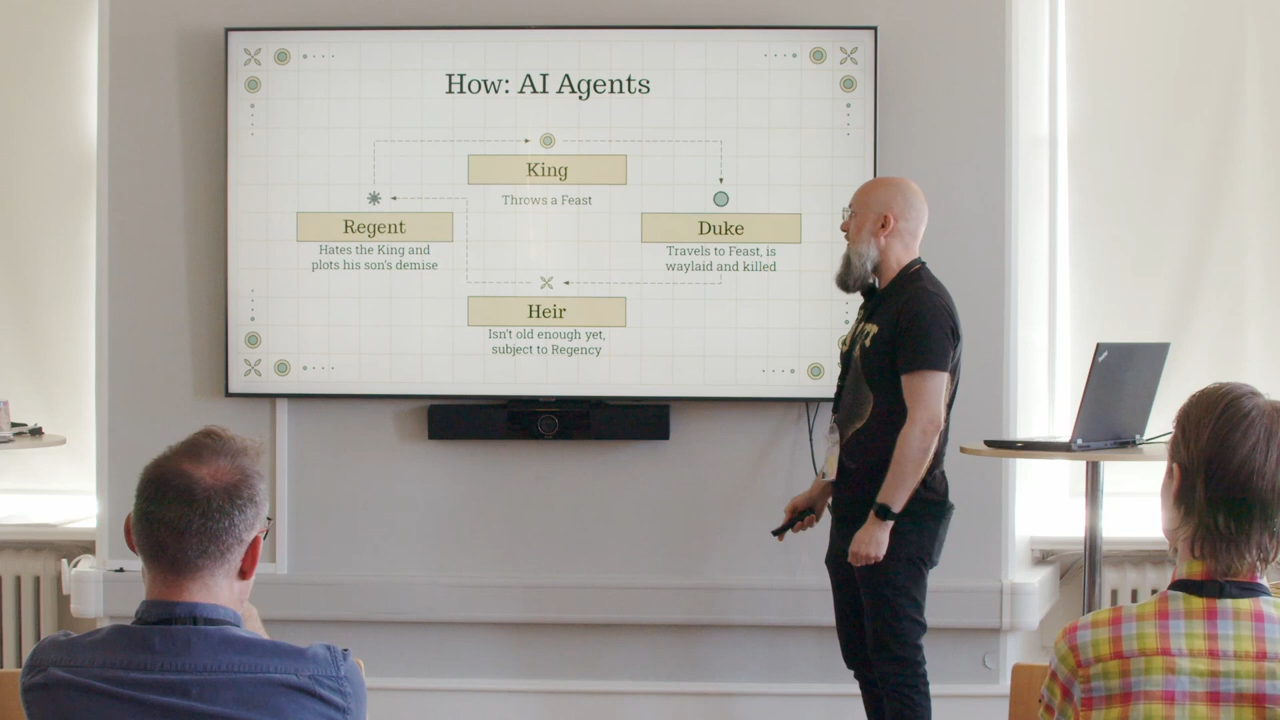 How: AI Agents
King
Throws a Feast
Regent
Hates the King and
plots his son's demise
Duke
Travels to Feast, is
waylaid and killed
Heir
Isn't old enough yet,
subject to Regency